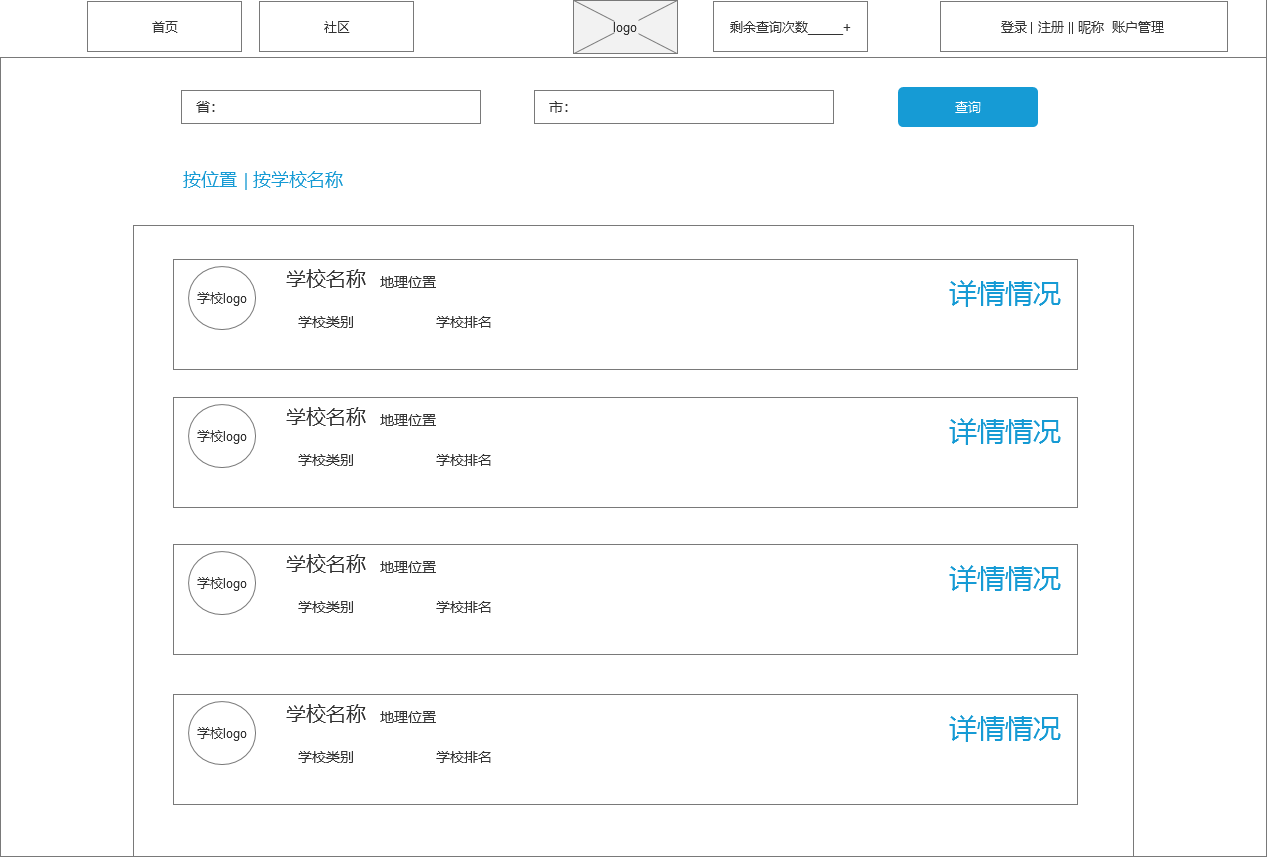 首页 社区 logo 剩余查询次数_____+ 登录 | 注册 || 昵称 账户管理
省： 市： 查询
按位置 | 按学校名称
学校logo 学校名称 地理位置 详情情况
学校类别 学校排名
学校logo 学校名称 地理位置 详情情况
学校类别 学校排名
学校logo 学校名称 地理位置 详情情况
学校类别 学校排名
学校logo 学校名称 地理位置 详情情况
学校类别 学校排名